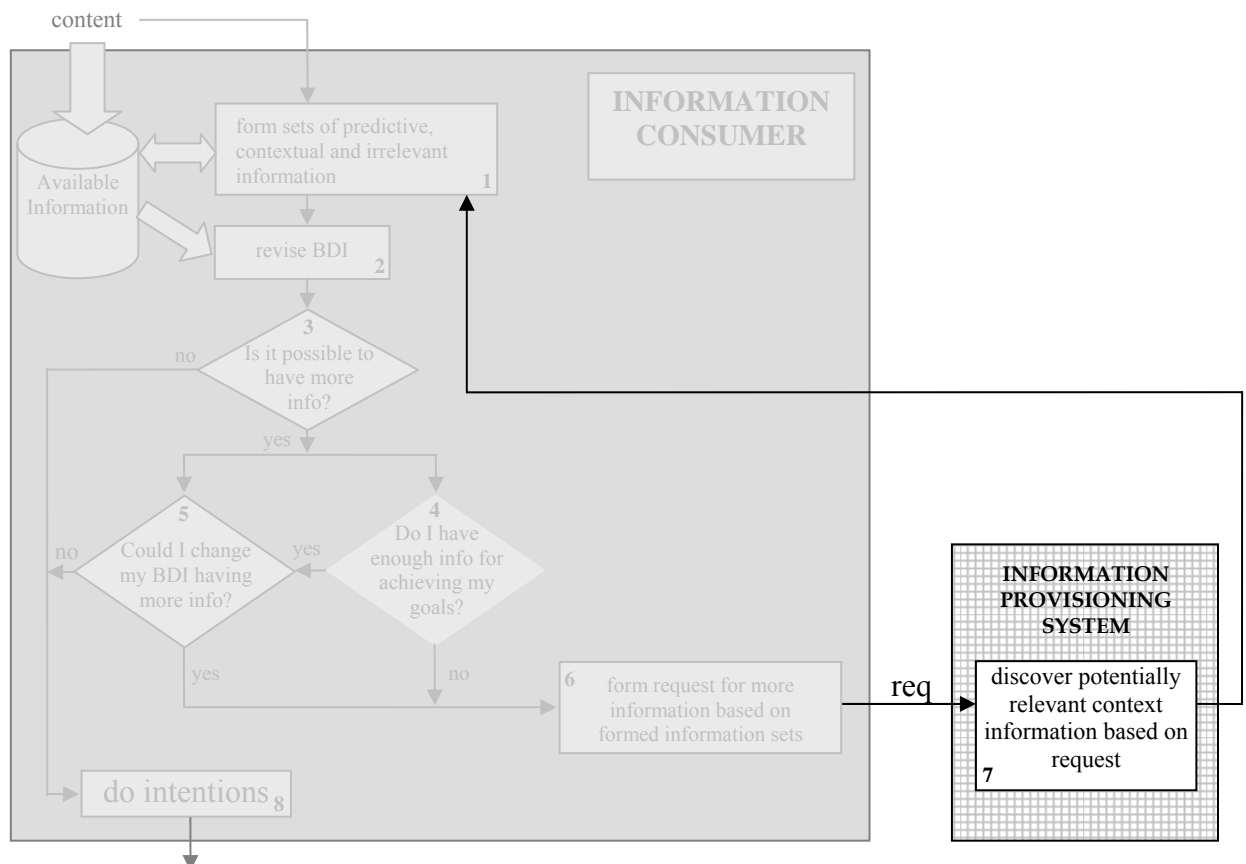 content
INFORMATION
CONSUMER
form sets of predictive,
contextual and irrelevant
information
1
Available
Information
revise BDI
2
3
Is it possible to
have more
info?
no
yes
5
Could I change
my BDI having
more info?
no
yes
4
Do I have
enough info for
achieving my
goals?
yes
no
6
form request for more
information based on
formed information sets
req
INFORMATION
PROVISIONING
SYSTEM
discover potentially
relevant context
information based on
request
7
do intentions
8